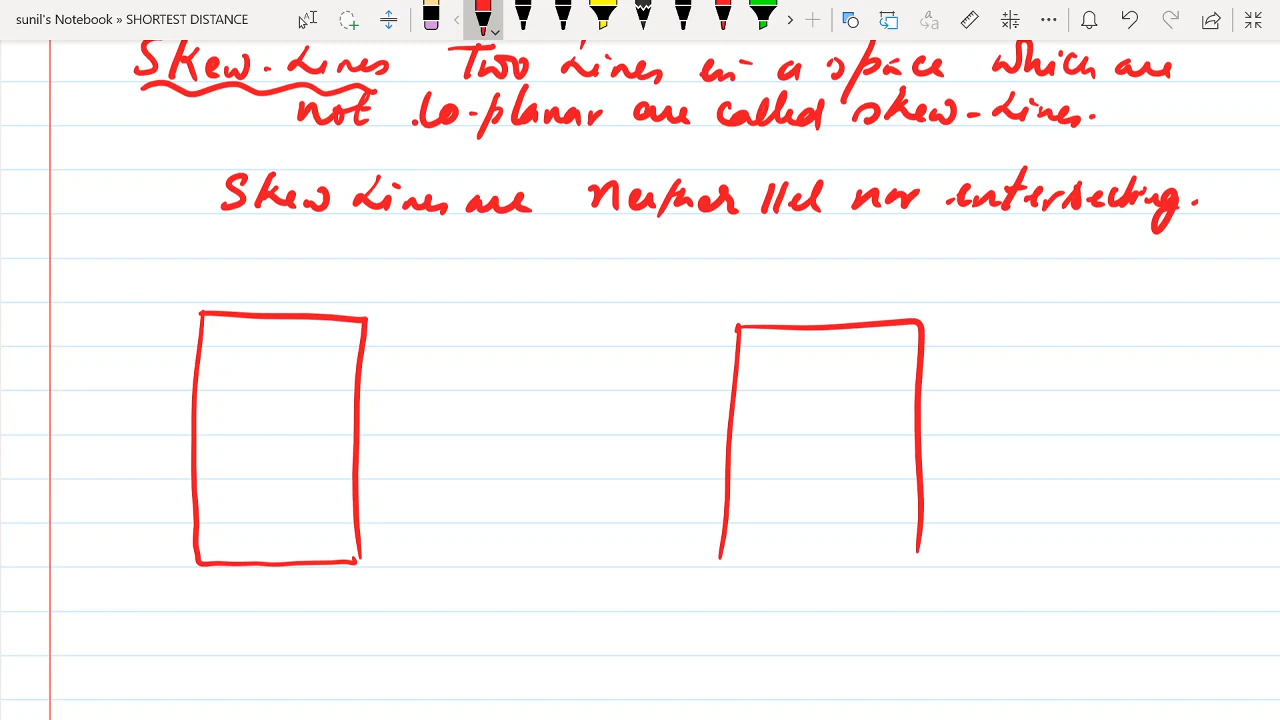 sunil's Notebook » SHORTEST DISTANCE
Skew-Lines Two Lines in a space which are
not co-planar are called skew-Lines.
Skew Lines are Neither llel nor intersecting.